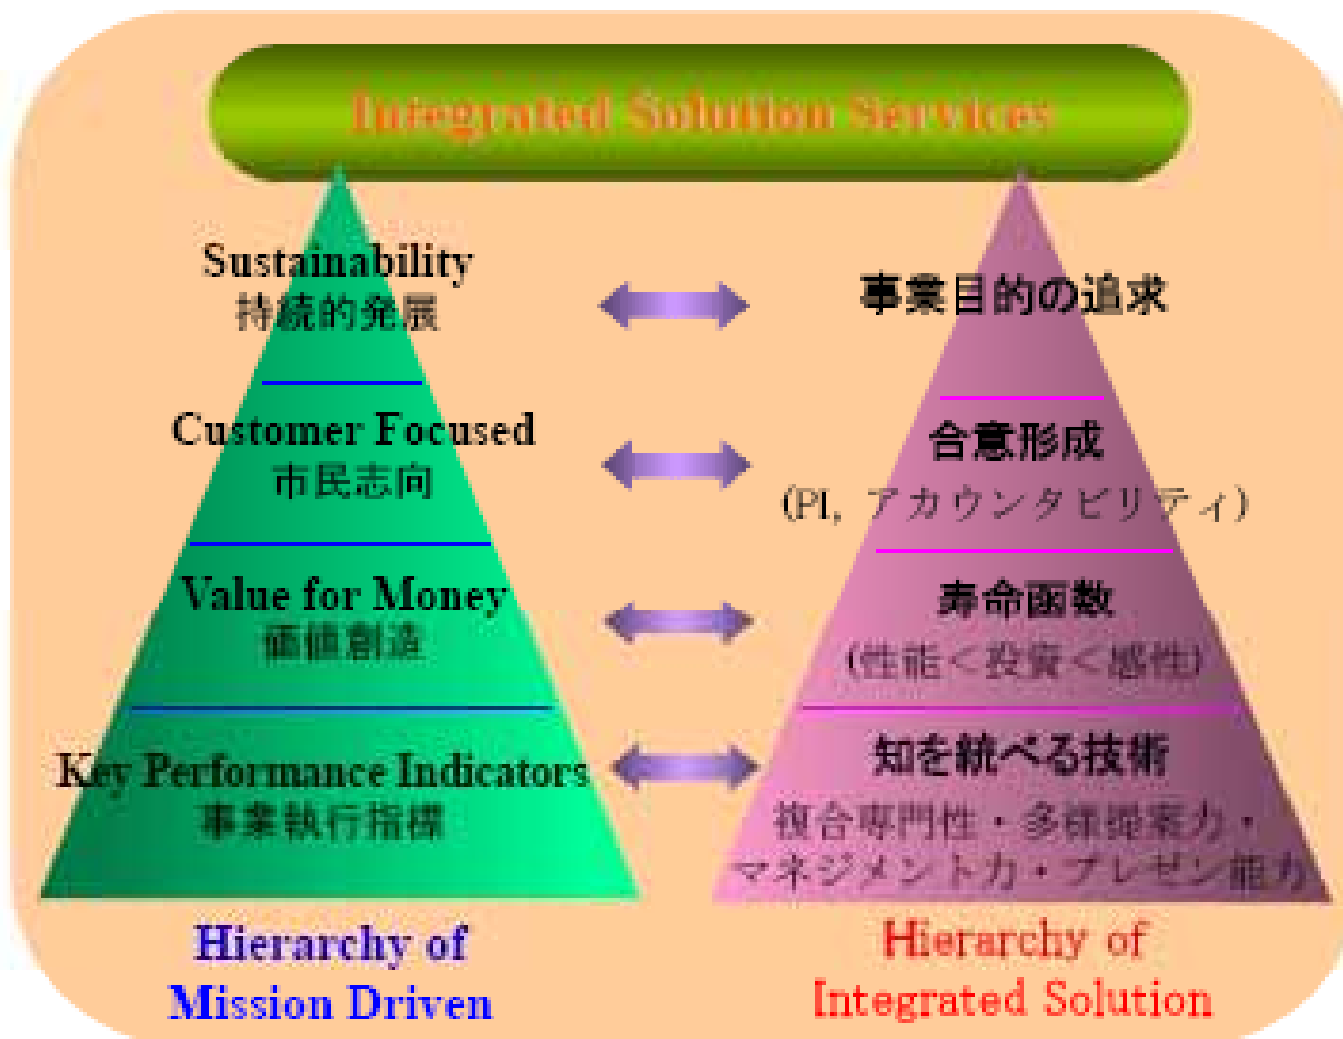 Integrated Solution Services
Sustainability
持続的発展
Customer Focused
市民志向
Value for Money
価値創造
Key Performance Indicators
事業執行指標
Hierarchy of
Mission Driven
事業目的の追求
合意形成
(PI, アカウンタビリティ)
寿命函数
(性能<投資<感性)
知を統べる技術
複合専門性・多様提案力・
マネジメント力・プレゼン能力
Hierarchy of
Integrated Solution